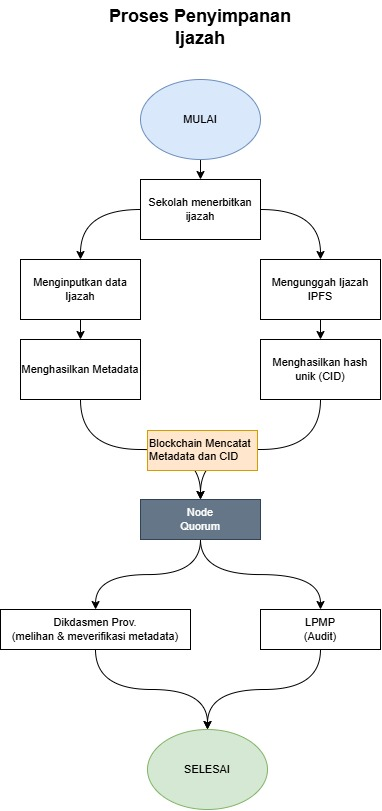 Proses Penyimpanan
Ijazah
MULAI
Sekolah menerbitkan
ijazah
Menginputkan data
Ijazah
Mengunggah Ijazah
IPFS
Menghasilkan Metadata
Menghasilkan hash
unik (CID)
Blockchain Mencatat
Metadata dan CID
Node
Quorum
Dikdasmen Prov.
(melihan & meverifikasi metadata)
LPMP
(Audit)
SELESAI